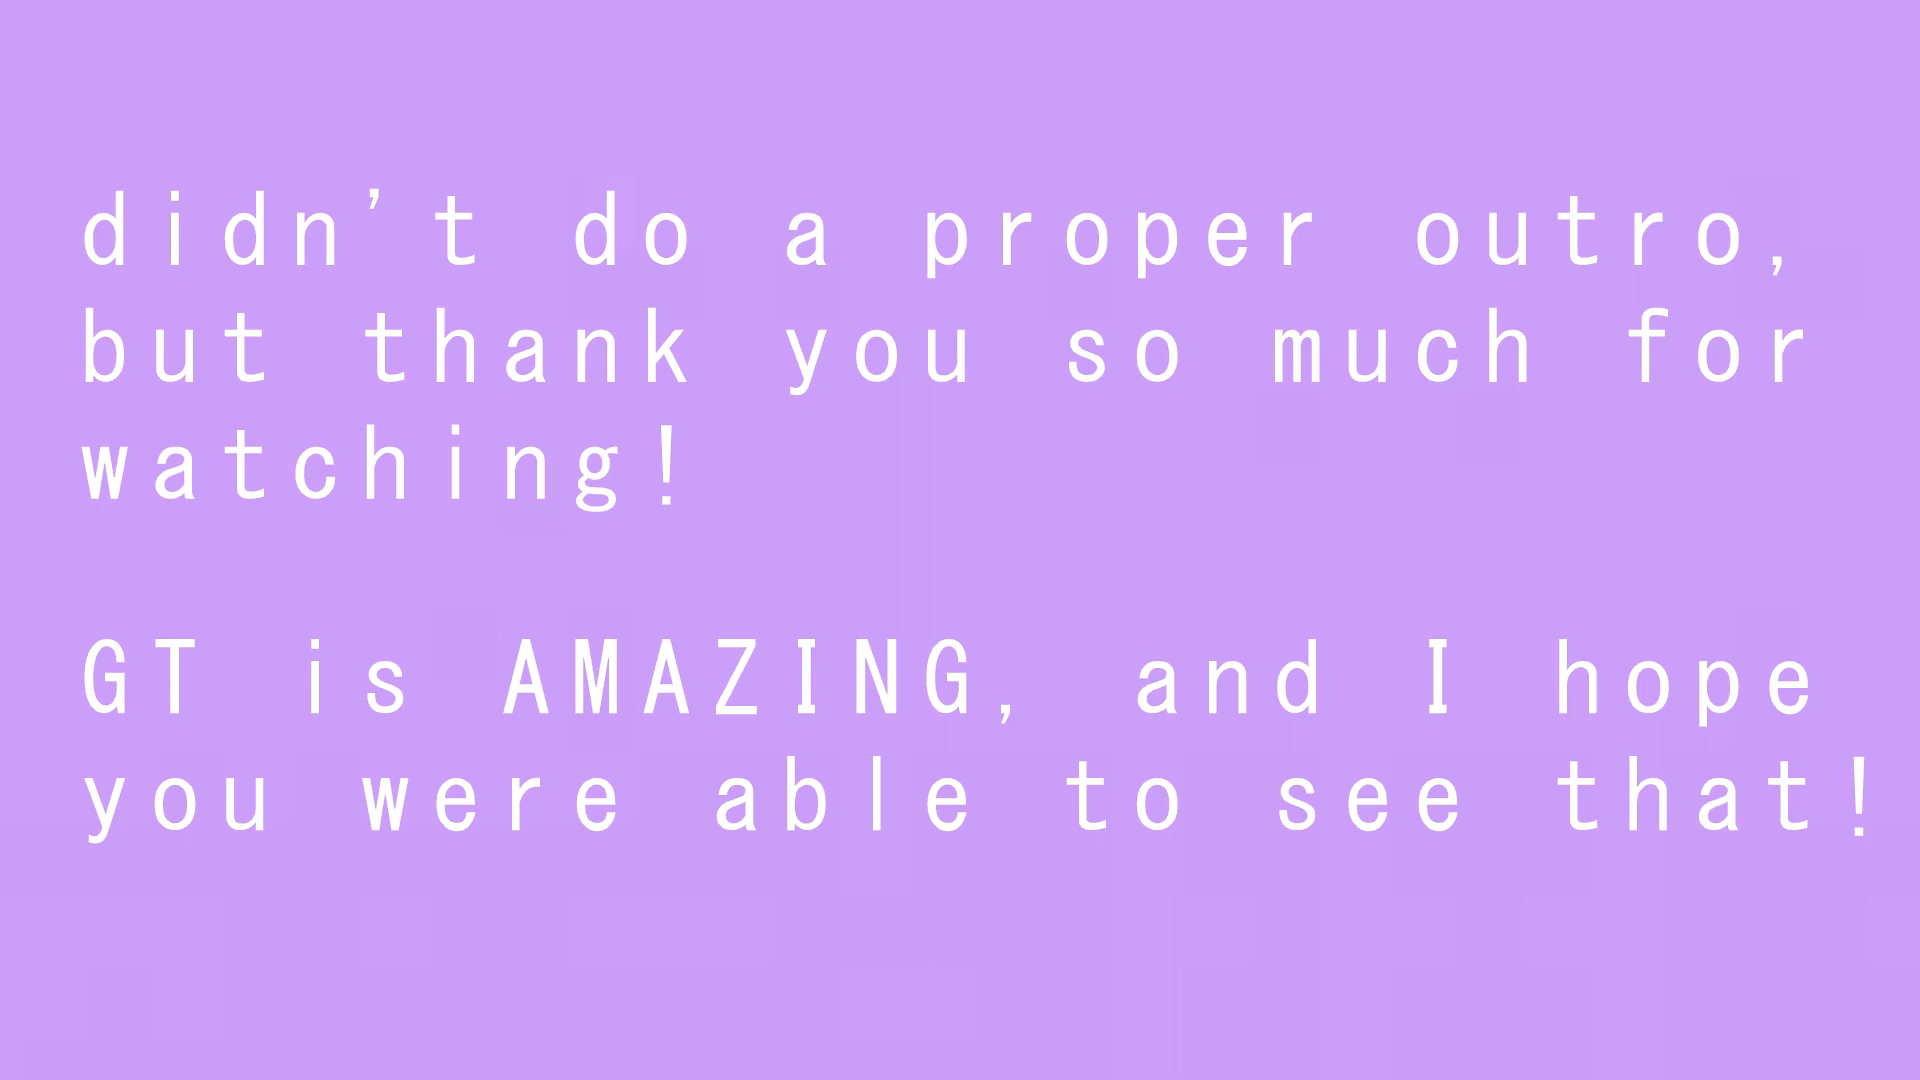 didn't do a proper outro,
but thank you so much for
watching!
GT is AMAZING, and I hope
you were able to see that!